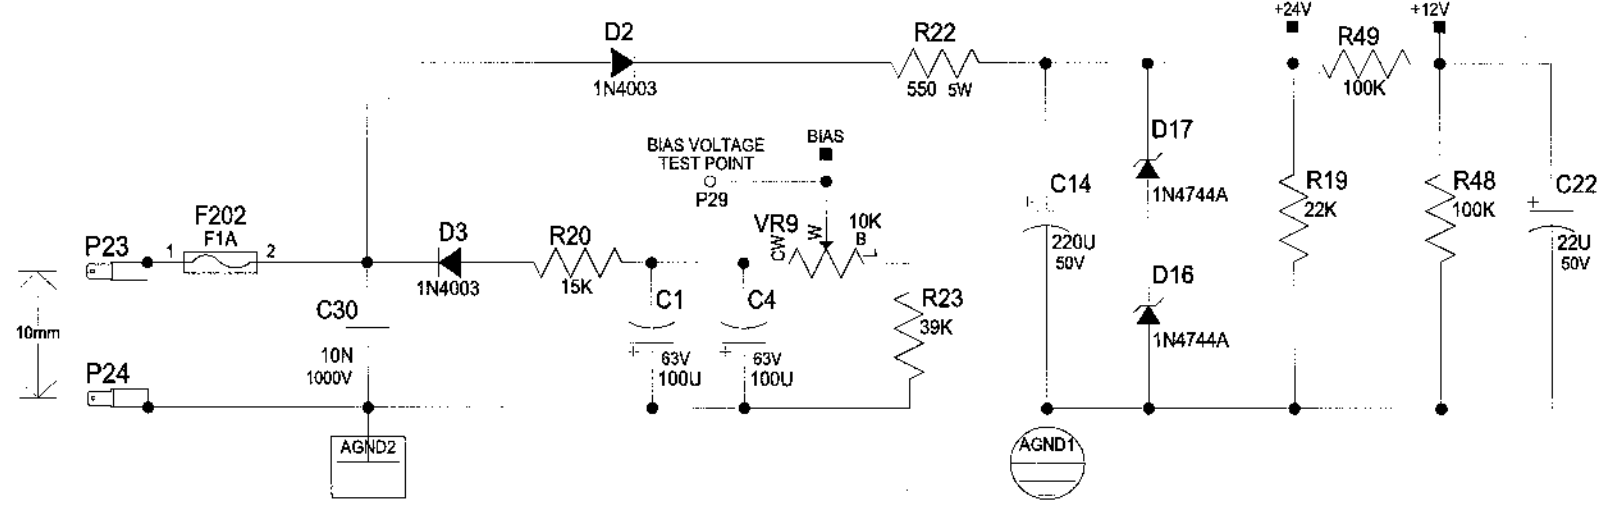 +24V
+12V
D2
1N4003
R22
550 5W
R49
100K
BIAS VOLTAGE
TEST POINT
P29
BIAS
D17
1N4744A
C14
+
220U
50V
R19
22K
R48
100K
C22
+
22U
50V
F202
F1A
P23
1
2
D3
1N4003
R20
15K
VR9
10K
CW
W
B
L
D16
1N4744A
10mm
C30
10N
1000V
C1
+
63V
100U
C4
+
63V
100U
R23
39K
P24
AGND2
AGND1